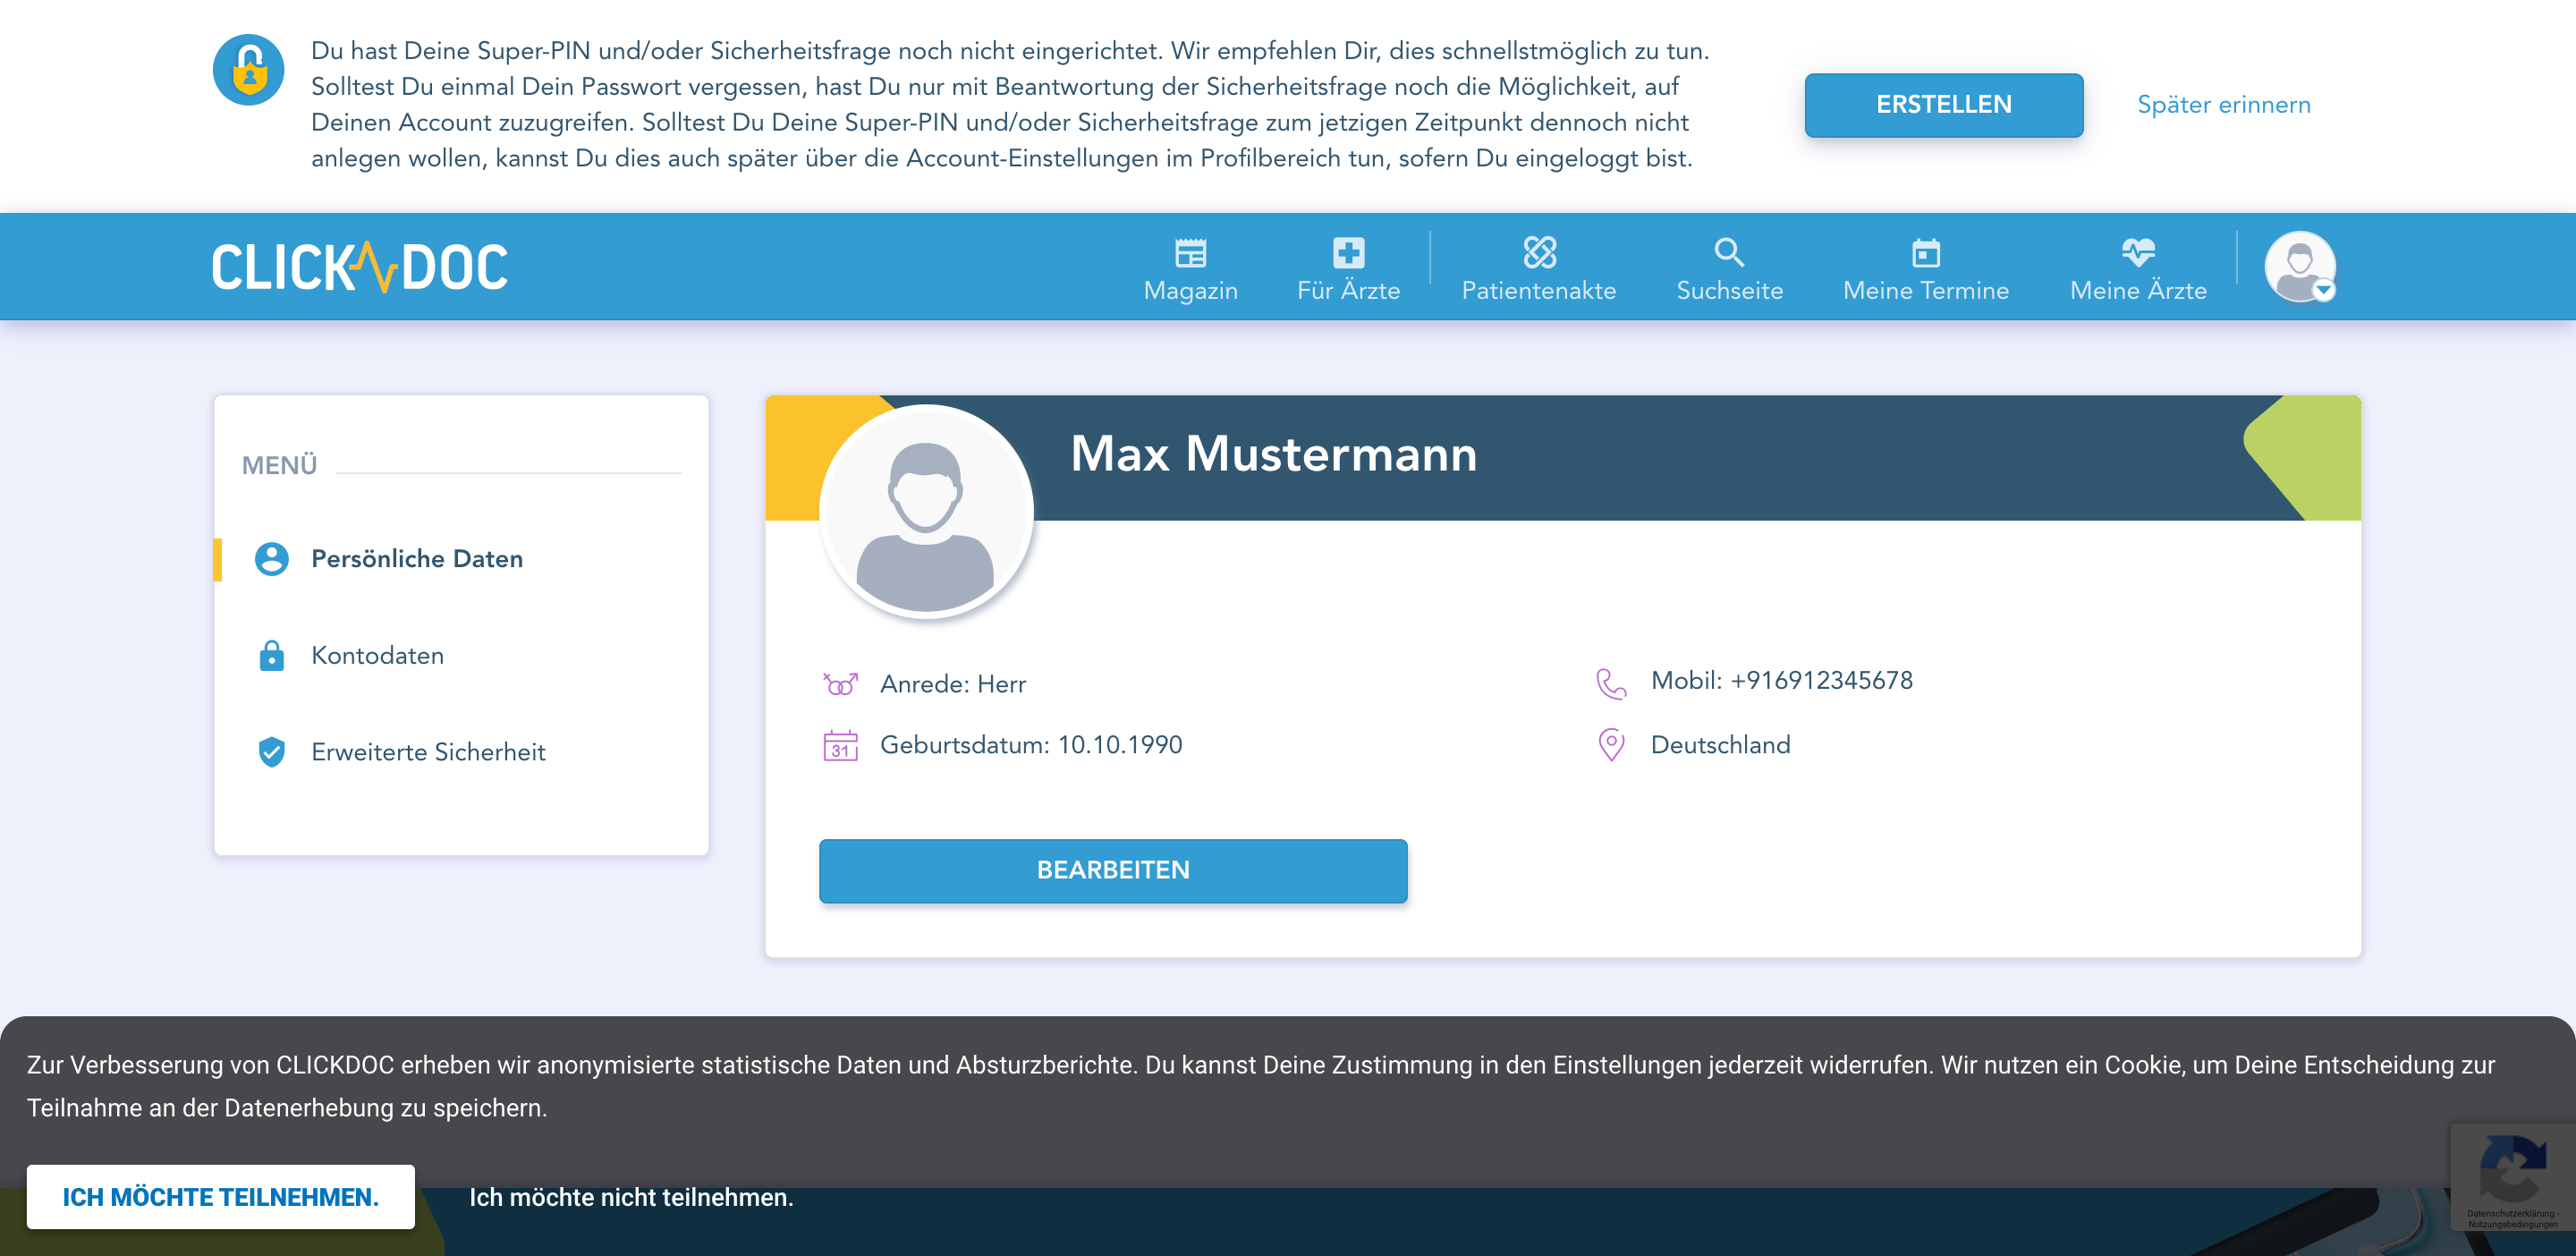 Du hast Deine Super-PIN und/oder Sicherheitsfrage noch nicht eingerichtet. Wir empfehlen Dir, dies schnellstmöglich zu tun.
Solltest Du einmal Dein Passwort vergessen, hast Du nur mit Beantwortung der Sicherheitsfrage noch die Möglichkeit, auf
Deinen Account zuzugreifen. Solltest Du Deine Super-PIN und/oder Sicherheitsfrage zum jetzigen Zeitpunkt dennoch nicht
anlegen wollen, kannst Du dies auch später über die Account-Einstellungen im Profilbereich tun, sofern Du eingeloggt bist.
ERSTELLEN
Später erinnern
CLICKDOC
Magazin
Für Ärzte
Patientenakte
Suchseite
Meine Termine
Meine Ärzte
MENÜ
Persönliche Daten
Kontodaten
Erweiterte Sicherheit
Max Mustermann
Anrede: Herr
Mobil: +916912345678
31
Geburtsdatum: 10.10.1990
Deutschland
BEARBEITEN
Zur Verbesserung von CLICKDOC erheben wir anonymisierte statistische Daten und Absturzberichte. Du kannst Deine Zustimmung in den Einstellungen jederzeit widerrufen. Wir nutzen ein Cookie, um Deine Entscheidung zur
Teilnahme an der Datenerhebung zu speichern.
ICH MÖCHTE TEILNEHMEN.
Ich möchte nicht teilnehmen.
Datenschutzerklärung -
Nutzungsbedingungen